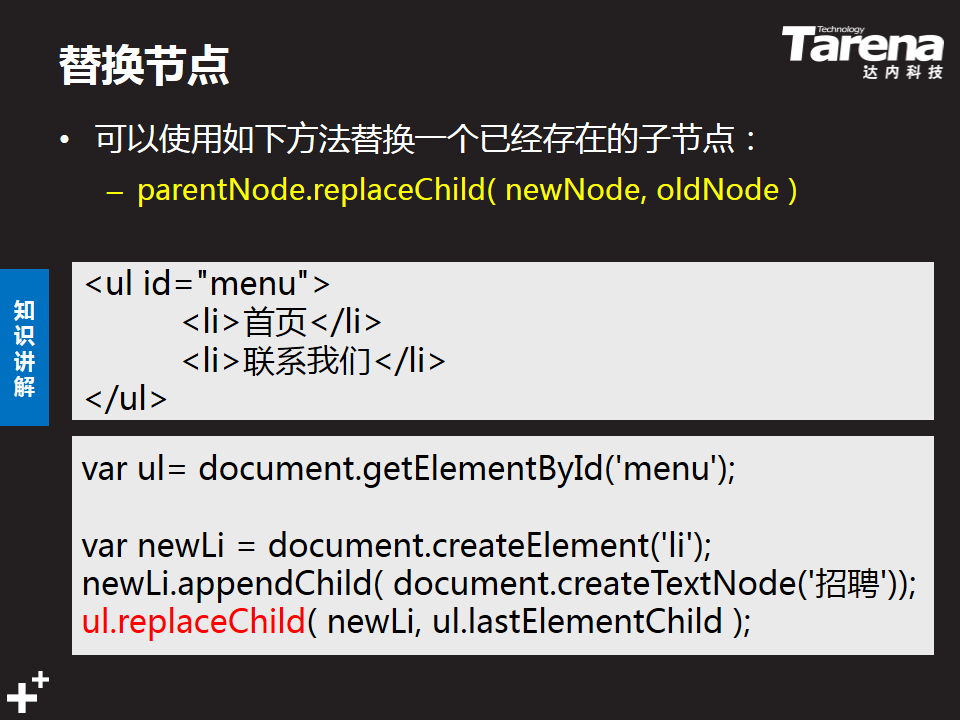 替换节点
Technology
Tarena
达内科技
• 可以使用如下方法替换一个已经存在的子节点：
– parentNode.replaceChild( newNode, oldNode )
知识讲解
<ul id="menu">
<li>首页</li>
<li>联系我们</li>
</ul>
var ul= document.getElementById('menu');
var newLi = document.createElement('li');
newLi.appendChild( document.createTextNode('招聘'));
ul.replaceChild( newLi, ul.lastElementChild );